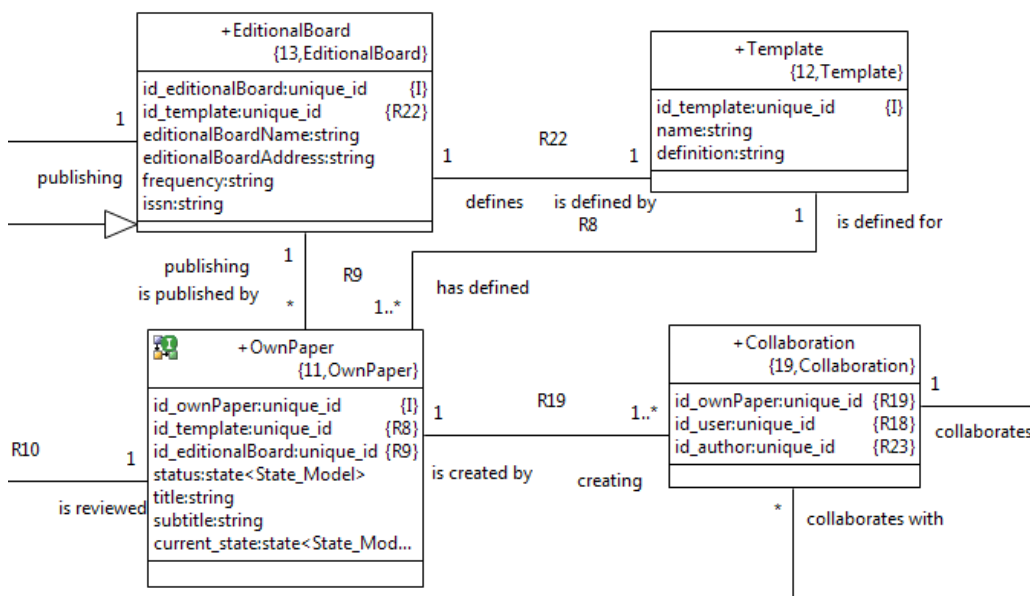 +EditionalBoard
{13,EditionalBoard}
id_editionalBoard:unique_id {I}
id_template:unique_id {R22}
editionalBoardName:string
editionalBoardAddress:string
frequency:string
issn:string
1
publishing
+Template
{12,Template}
id_template:unique_id {I}
name:string
definition:string
R22
1
1
defines
is defined by
R8
1
is defined for
publishing
1
is published by
R9
*
1..*
has defined
+OwnPaper
{11,OwnPaper}
id_ownPaper:unique_id {I}
id_template:unique_id {R8}
id_editionalBoard:unique_id {R9}
status:state<State_Model>
title:string
subtitle:string
current_state:state<State_Mod...
R10
1
is reviewed
R19
1
1..*
is created by
creating
+Collaboration
{19,Collaboration}
id_ownPaper:unique_id {R19}
id_user:unique_id {R18}
id_author:unique_id {R23}
1
collaborates
*
collaborates with